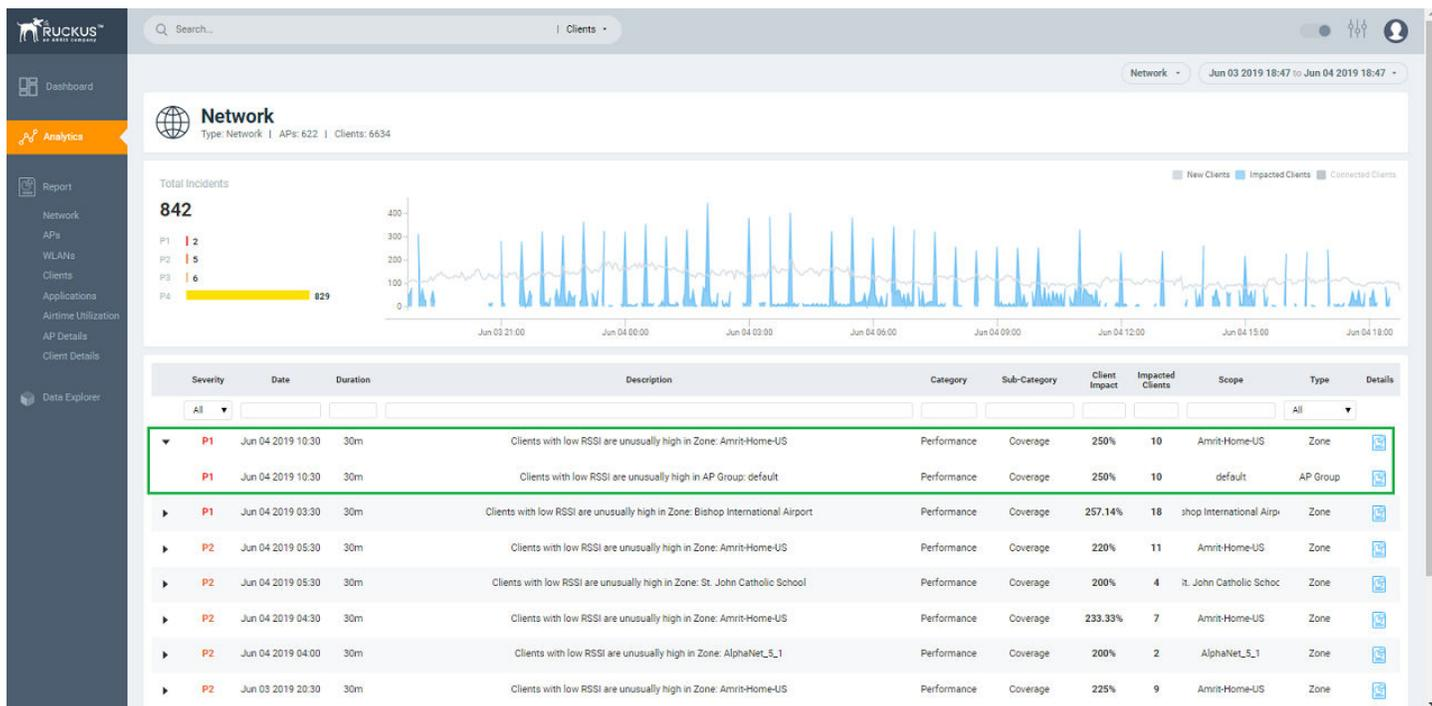 RUCKUS™
an ARRIS company
Search...
| Clients
Network
Jun 03 2019 18:47 to Jun 04 2019 18:47
Dashboard
Analytics
Report
Network
APs
WLANs
Clients
Applications
Airtime Utilization
AP Details
Client Details
Data Explorer
Network
Type: Network | APs: 622 | Clients: 6634
Total Incidents
842
P1 2
P2 5
P3 6
P4 829
New Clients Impacted Clients Connected Clients
400
300
200
100
0
Jun 03 21:00 Jun 04 00:00 Jun 04 03:00 Jun 04 06:00 Jun 04 09:00 Jun 04 12:00 Jun 04 15:00 Jun 04 18:00
Severity Date Duration Description Category Sub-Category Client Impact Impacted Clients Scope Type Details
All All
P1 Jun 04 2019 10:30 30m Clients with low RSSI are unusually high in Zone: Amrit-Home-US Performance Coverage 250% 10 Amrit-Home-US Zone
P1 Jun 04 2019 10:30 30m Clients with low RSSI are unusually high in AP Group: default Performance Coverage 250% 10 default AP Group
P1 Jun 04 2019 03:30 30m Clients with low RSSI are unusually high in Zone: Bishop International Airport Performance Coverage 257.14% 18 shop International Airp Zone
P2 Jun 04 2019 05:30 30m Clients with low RSSI are unusually high in Zone: Amrit-Home-US Performance Coverage 220% 11 Amrit-Home-US Zone
P2 Jun 04 2019 05:30 30m Clients with low RSSI are unusually high in Zone: St. John Catholic School Performance Coverage 200% 4 St. John Catholic Schoc Zone
P2 Jun 04 2019 04:30 30m Clients with low RSSI are unusually high in Zone: Amrit-Home-US Performance Coverage 233.33% 7 Amrit-Home-US Zone
P2 Jun 04 2019 04:00 30m Clients with low RSSI are unusually high in Zone: AlphaNet_5_1 Performance Coverage 200% 2 AlphaNet_5_1 Zone
P2 Jun 03 2019 20:30 30m Clients with low RSSI are unusually high in Zone: Amrit-Home-US Performance Coverage 225% 9 Amrit-Home-US Zone